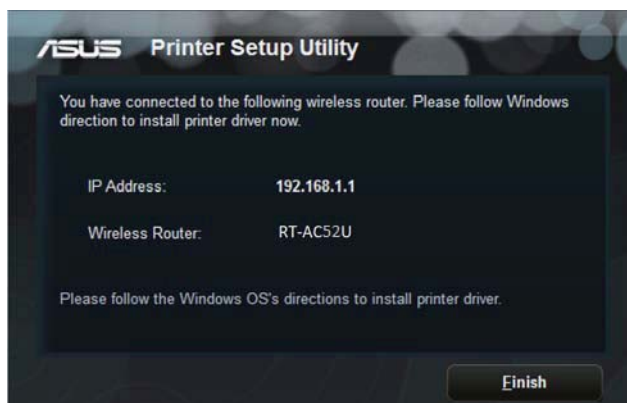 ASUS Printer Setup Utility
You have connected to the following wireless router. Please follow Windows
direction to install printer driver now.
IP Address: 192.168.1.1
Wireless Router: RT-AC52U
Please follow the Windows OS's directions to install printer driver.
Finish